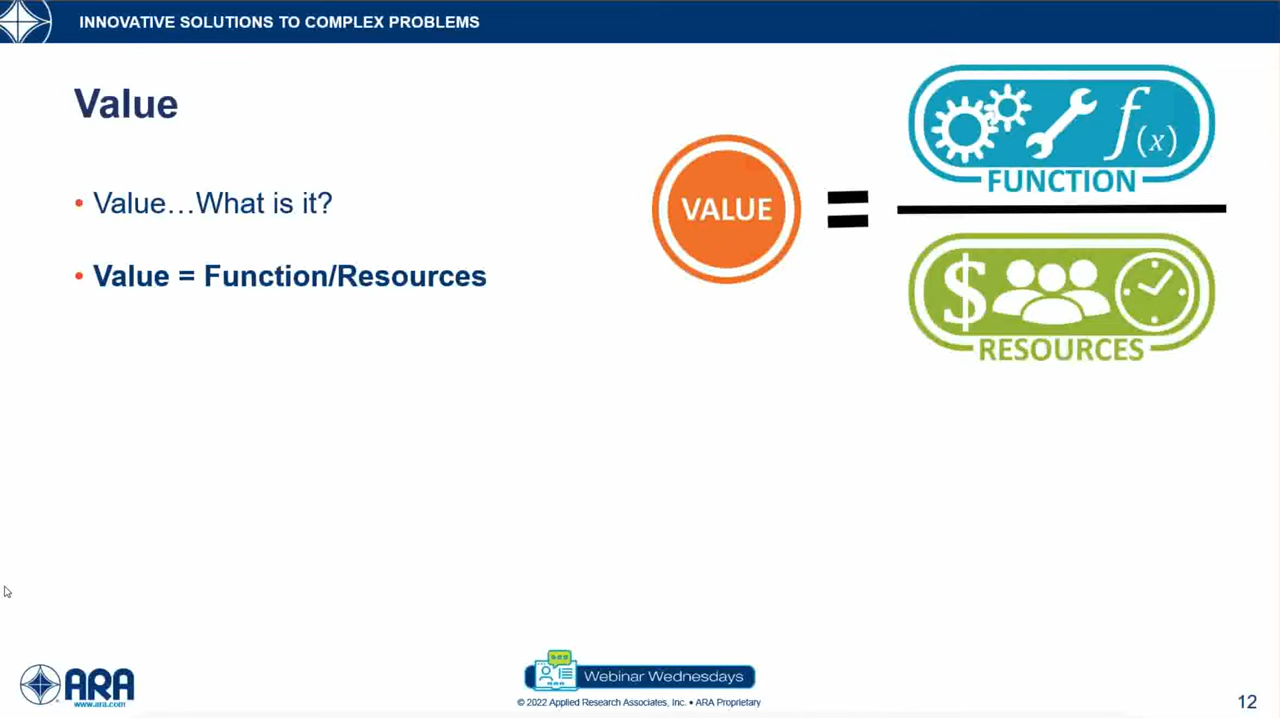 INNOVATIVE SOLUTIONS TO COMPLEX PROBLEMS
Value
• Value…What is it?
• Value = Function/Resources
VALUE
=
f(x)
FUNCTION
$
RESOURCES
ARA
www.ara.com
Webinar Wednesdays
© 2022 Applied Research Associates, Inc. • ARA Proprietary
12